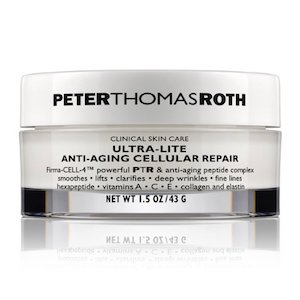 PETERTHOMASROTH
CLINICAL SKIN CARE
ULTRA-LITE
ANTI-AGING CELLULAR REPAIR
Firma-CELL-4™ powerful PTR & anti-aging peptide complex
smoothes • lifts • clarifies • deep wrinkles • fine lines
hexapeptide • vitamins A • C • E • collagen and elastin
NET WT 1.5 OZ/43 G